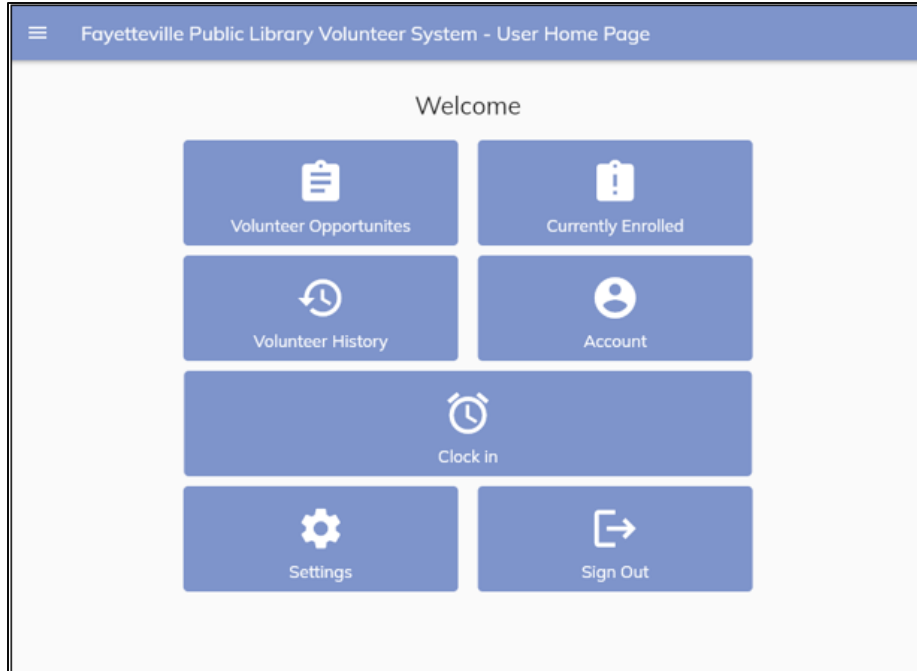 Fayetteville Public Library Volunteer System - User Home Page
Welcome
Volunteer Opportunites
Currently Enrolled
Volunteer History
Account
Clock in
Settings
Sign Out